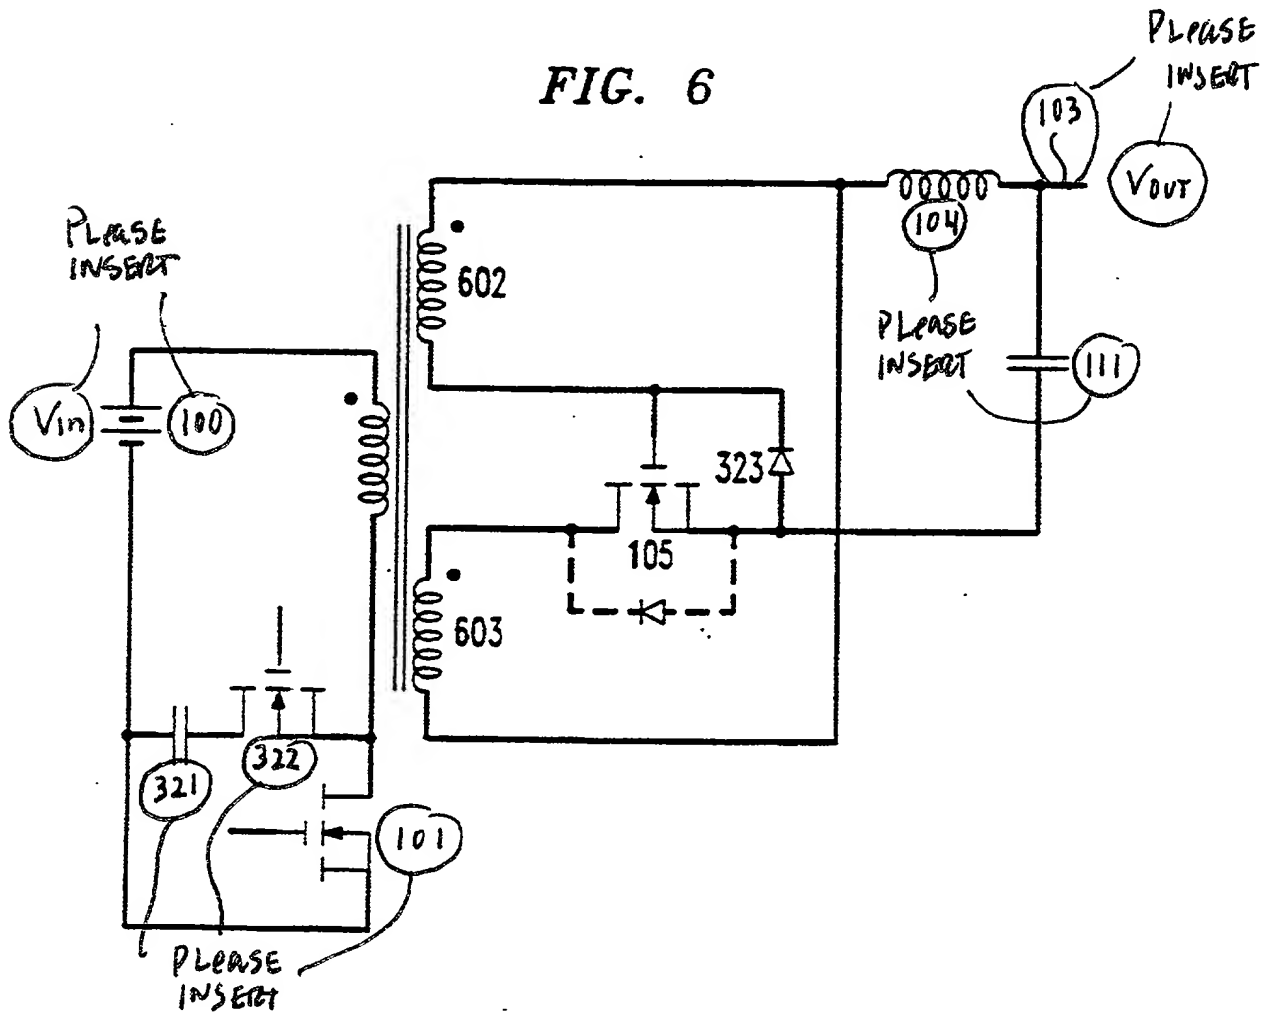 PLEASE
INSERT
FIG. 6
103
VOUT
PLEASE
INSERT
602
104
Vin
100
PLEASE
INSERT
111
323
105
603
322
321
101
PLEASE
INSERT